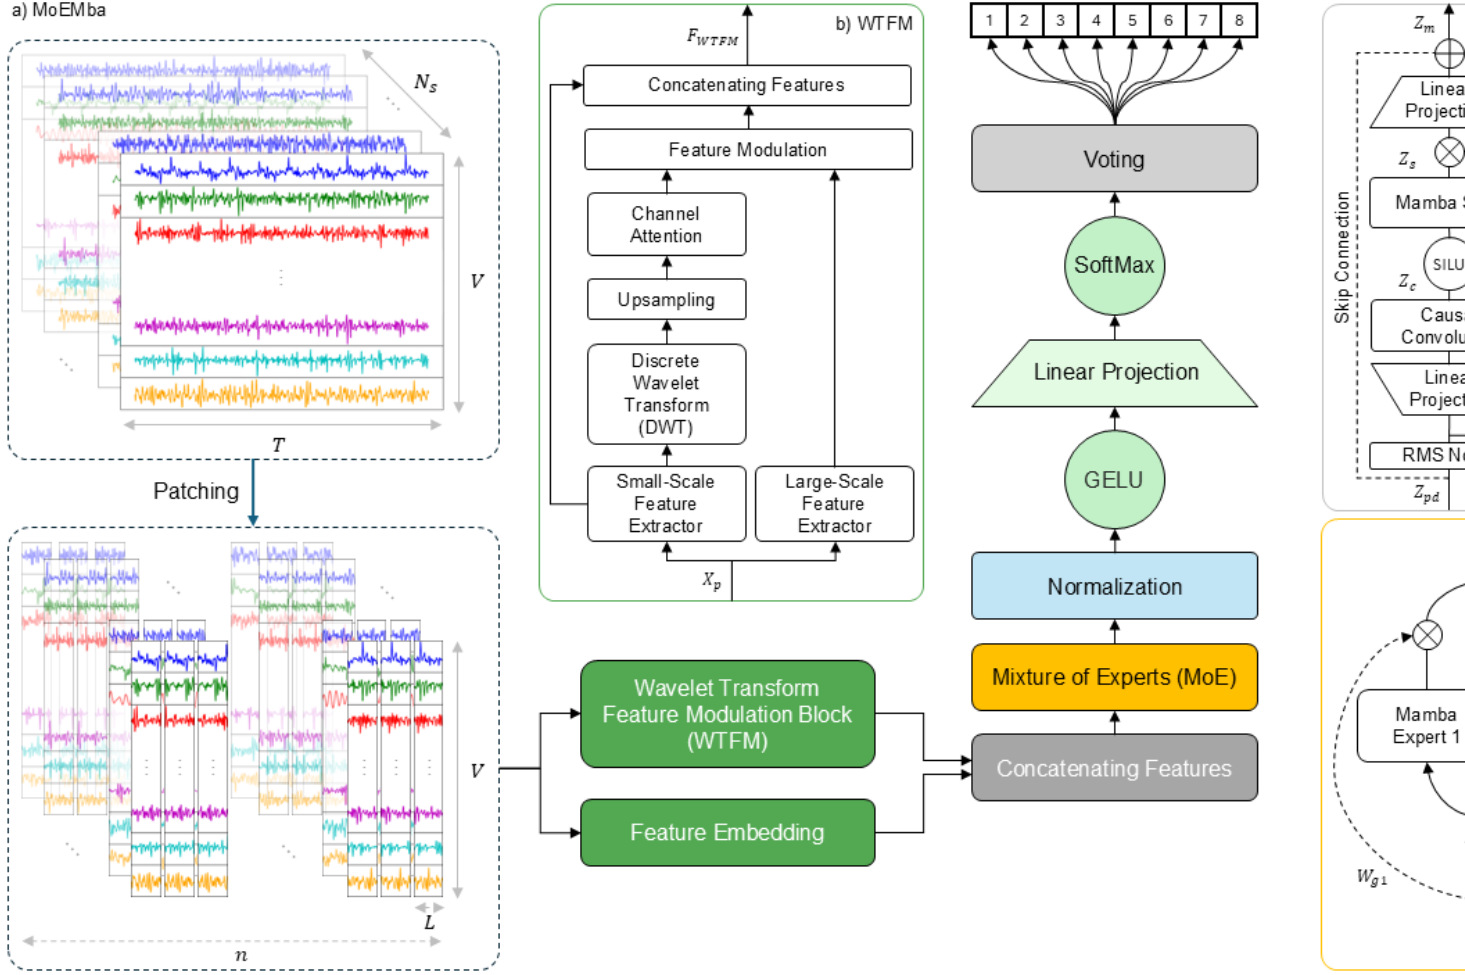 a) MoEMba
N_s
V
T
Patching
V
L
n
b) WTFM
F_WTFM
Concatenating Features
Feature Modulation
Channel
Attention
Upsampling
Discrete
Wavelet
Transform
(DWT)
Small-Scale
Feature
Extractor
Large-Scale
Feature
Extractor
X_p
Wavelet Transform
Feature Modulation Block
(WTFM)
Feature Embedding
1 2 3 4 5 6 7 8
Voting
SoftMax
Linear Projection
GELU
Normalization
Mixture of Experts (MoE)
Concatenating Features
Z_m
Z_s
Mamba
SILU
Z_c
Skip Connection
Z_pd
RMS
Mamba
Expert 1
W_g1